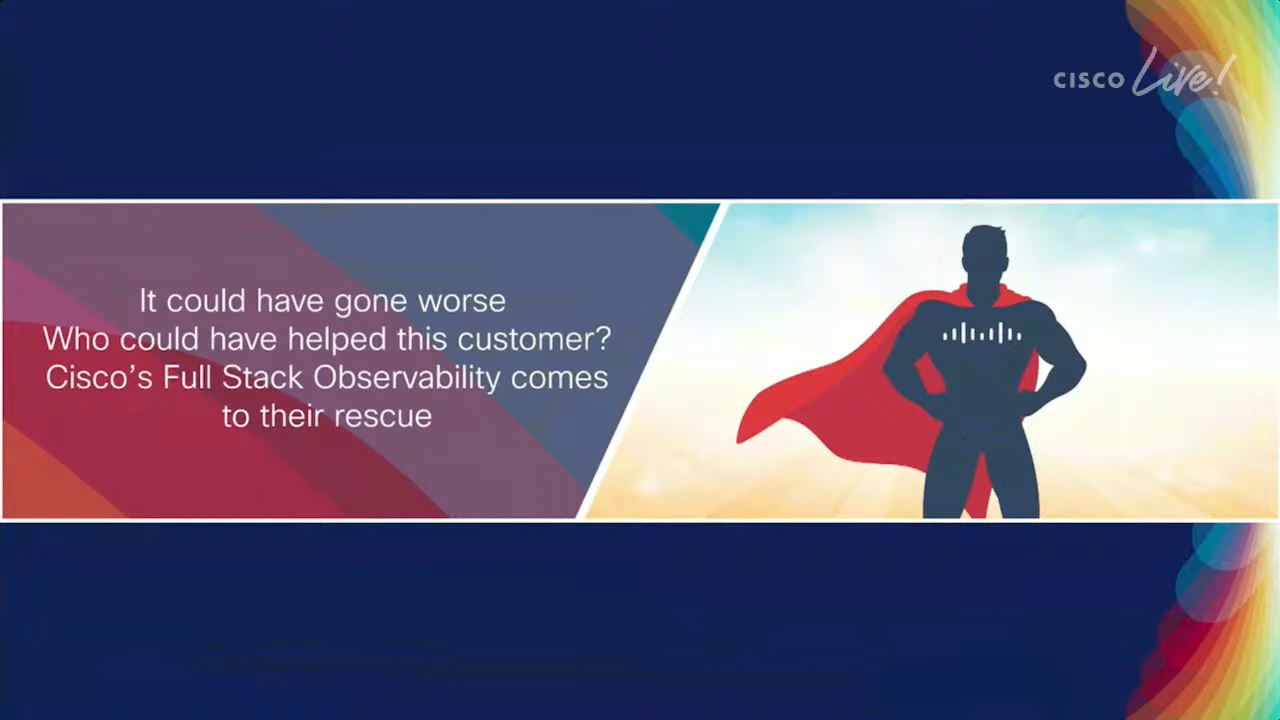 CISCO Live!
It could have gone worse
Who could have helped this customer?
Cisco's Full Stack Observability comes
to their rescue